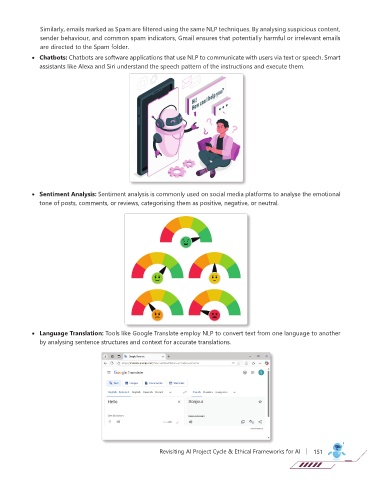 Similarly, emails marked as Spam are filtered using the same NLP techniques. By analysing suspicious content,
sender behaviour, and common spam indicators, Gmail ensures that potentially harmful or irrelevant emails
are directed to the Spam folder.
• Chatbots: Chatbots are software applications that use NLP to communicate with users via text or speech. Smart
assistants like Alexa and Siri understand the speech pattern of the instructions and execute them.
Hi!
How can I help you?
• Sentiment Analysis: Sentiment analysis is commonly used on social media platforms to analyse the emotional
tone of posts, comments, or reviews, categorising them as positive, negative, or neutral.
• Language Translation: Tools like Google Translate employ NLP to convert text from one language to another
by analysing sentence structures and context for accurate translations.
Google Translate
Hello
Bonjour
Revisiting AI Project Cycle & Ethical Frameworks for AI | 151